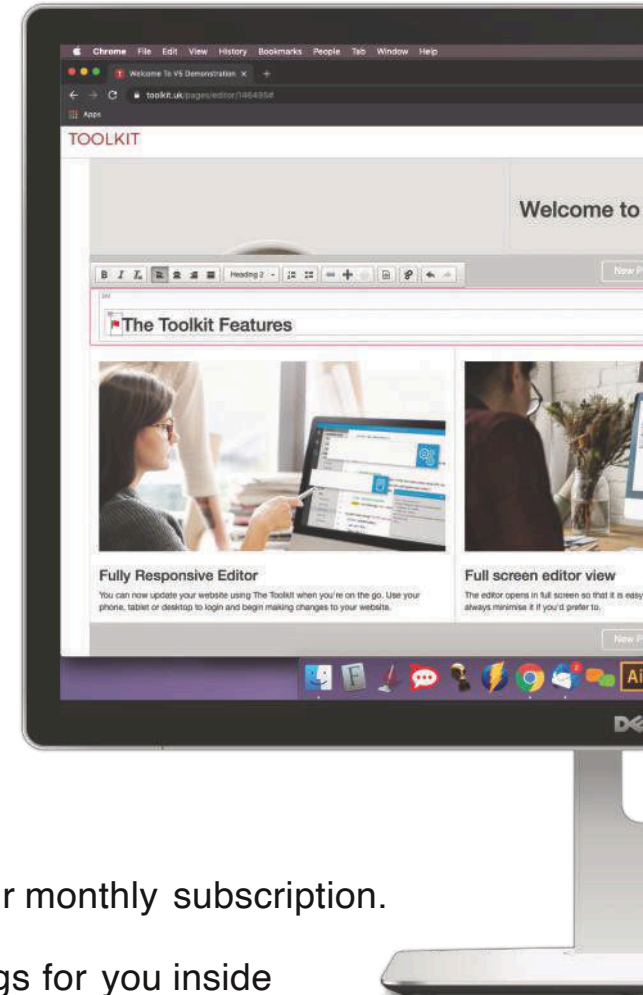 Chrome File Edit View History Bookmarks People Tab Window Help
Welcome To V5 Demonstration × +
toolkit.uk/pages/editor/146495#
Apps
TOOLKIT
Welcome to
B I Heading 2
New P
The Toolkit Features
Fully Responsive Editor
You can now update your website using The Toolkit when you're on the go. Use your
phone, tablet or desktop to login and begin making changes to your website.
Full screen editor view
The editor opens in full screen so that it is easy
always minimise it if you'd prefer to.
New P
F
2
Ai
r monthly subscription.
gs for you inside